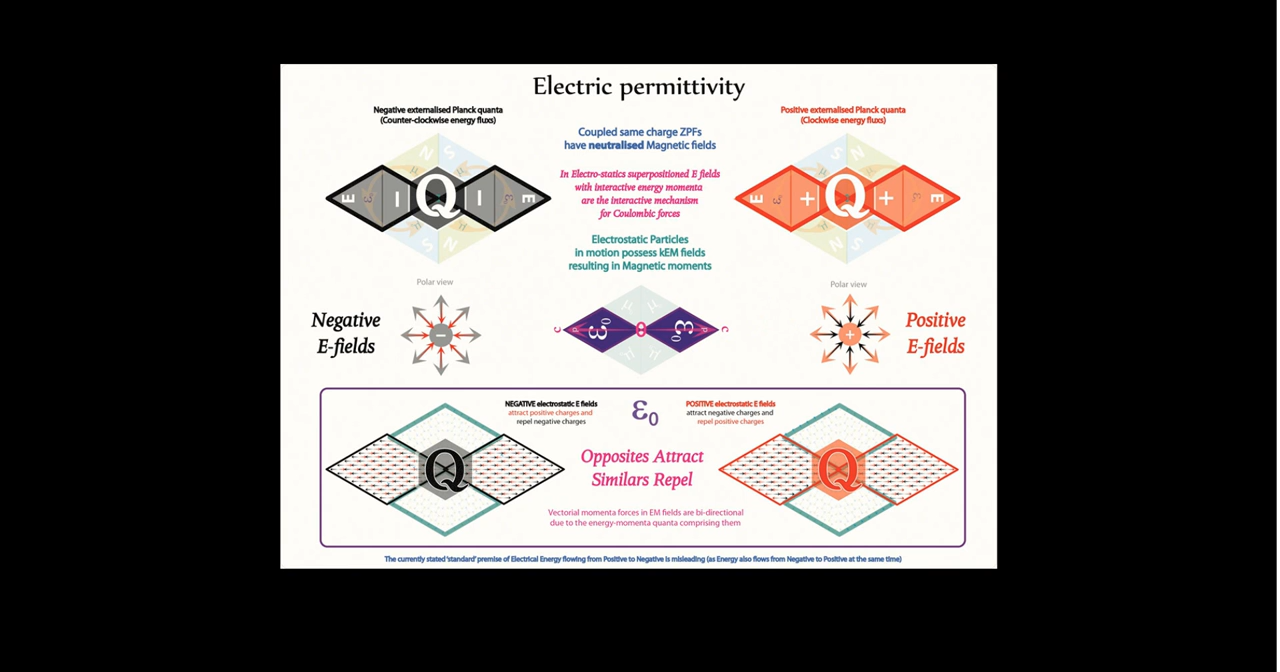 Electric permittivity
Negative externalised Planck quanta
(Counter-clockwise energy fluxs)
Positive externalised Planck quanta
(Clockwise energy fluxs)
Coupled same charge ZPFs
have neutralised Magnetic fields
In Electro-statics superpositioned E fields
with interactive energy momenta
are the interactive mechanism
for Coulombic forces
Electrostatic Particles
in motion possess kEM fields
resulting in Magnetic moments
N S
E ε | Q | ε E
S N
S N
E ε + Q + ε E
N S
Polar view
Polar view
Negative
E-fields
−
μ μ
c p ε0 ε0 p c
μ μ
+
Positive
E-fields
NEGATIVE electrostatic E fields
attract positive charges and
repel negative charges
ε0
POSITIVE electrostatic E fields
attract negative charges and
repel positive charges
Q
Opposites Attract
Similars Repel
Q
Vectorial momenta forces in EM fields are bi-directional
due to the energy-momenta quanta comprising them
The currently stated 'standard' premise of Electrical Energy flowing from Positive to Negative is misleading (as Energy also flows from Negative to Positive at the same time)